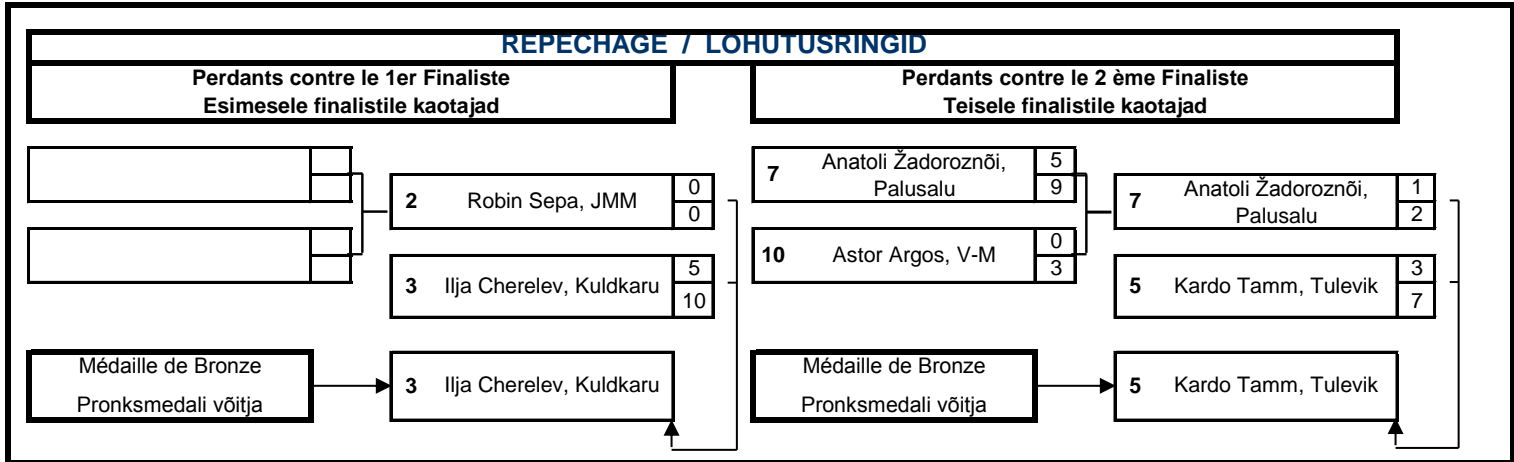 REPECHAGE / LOHUTUSRINGID
Perdants contre le 1er Finaliste
Esimesele finalistile kaotajad
Perdants contre le 2 ème Finaliste
Teisele finalistile kaotajad
2 Robin Sepa, JMM 0
0
3 Ilja Cherelev, Kuldkaru 5
10
Médaille de Bronze
Pronksmedali võitja
3 Ilja Cherelev, Kuldkaru
7 Anatoli Žadoroznõi, 5
Palusalu 9
10 Astor Argos, V-M 0
3
7 Anatoli Žadoroznõi, 1
Palusalu 2
5 Kardo Tamm, Tulevik 3
7
Médaille de Bronze
Pronksmedali võitja
5 Kardo Tamm, Tulevik